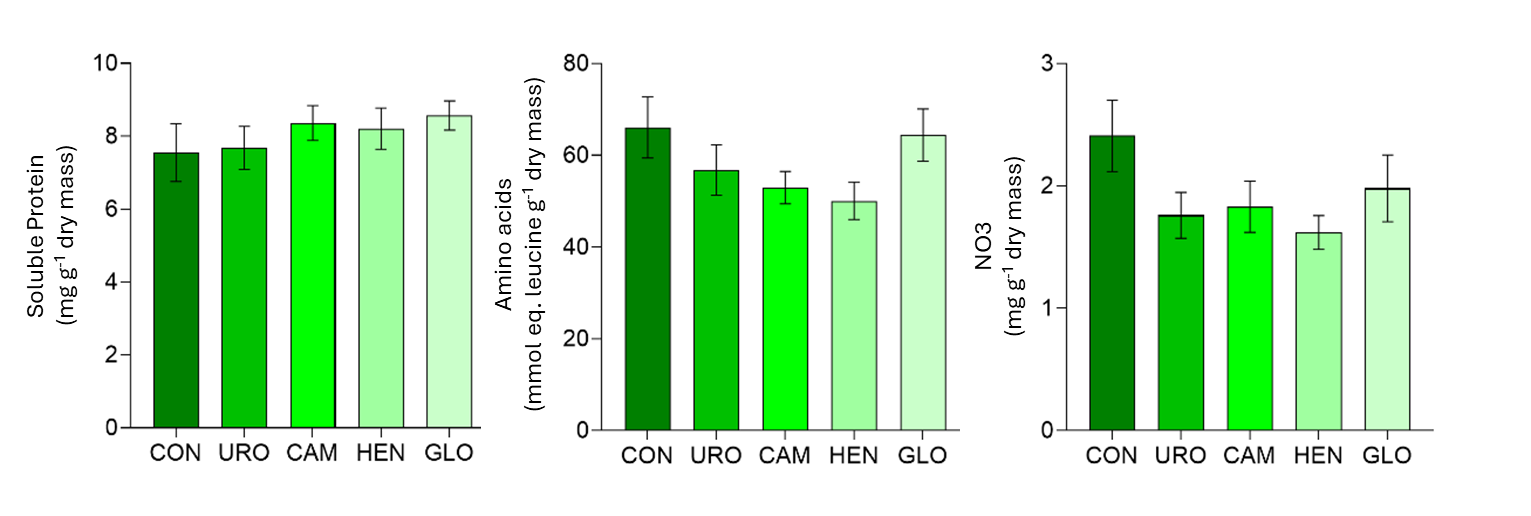 Soluble Protein
(mg g-1 dry mass)
10
8
6
4
2
0
CON URO CAM HEN GLO
Amino acids
(mmol eq. leucine g-1 dry mass)
80
60
40
20
0
CON URO CAM HEN GLO
NO3
(mg g-1 dry mass)
3
2
1
0
CON URO CAM HEN GLO